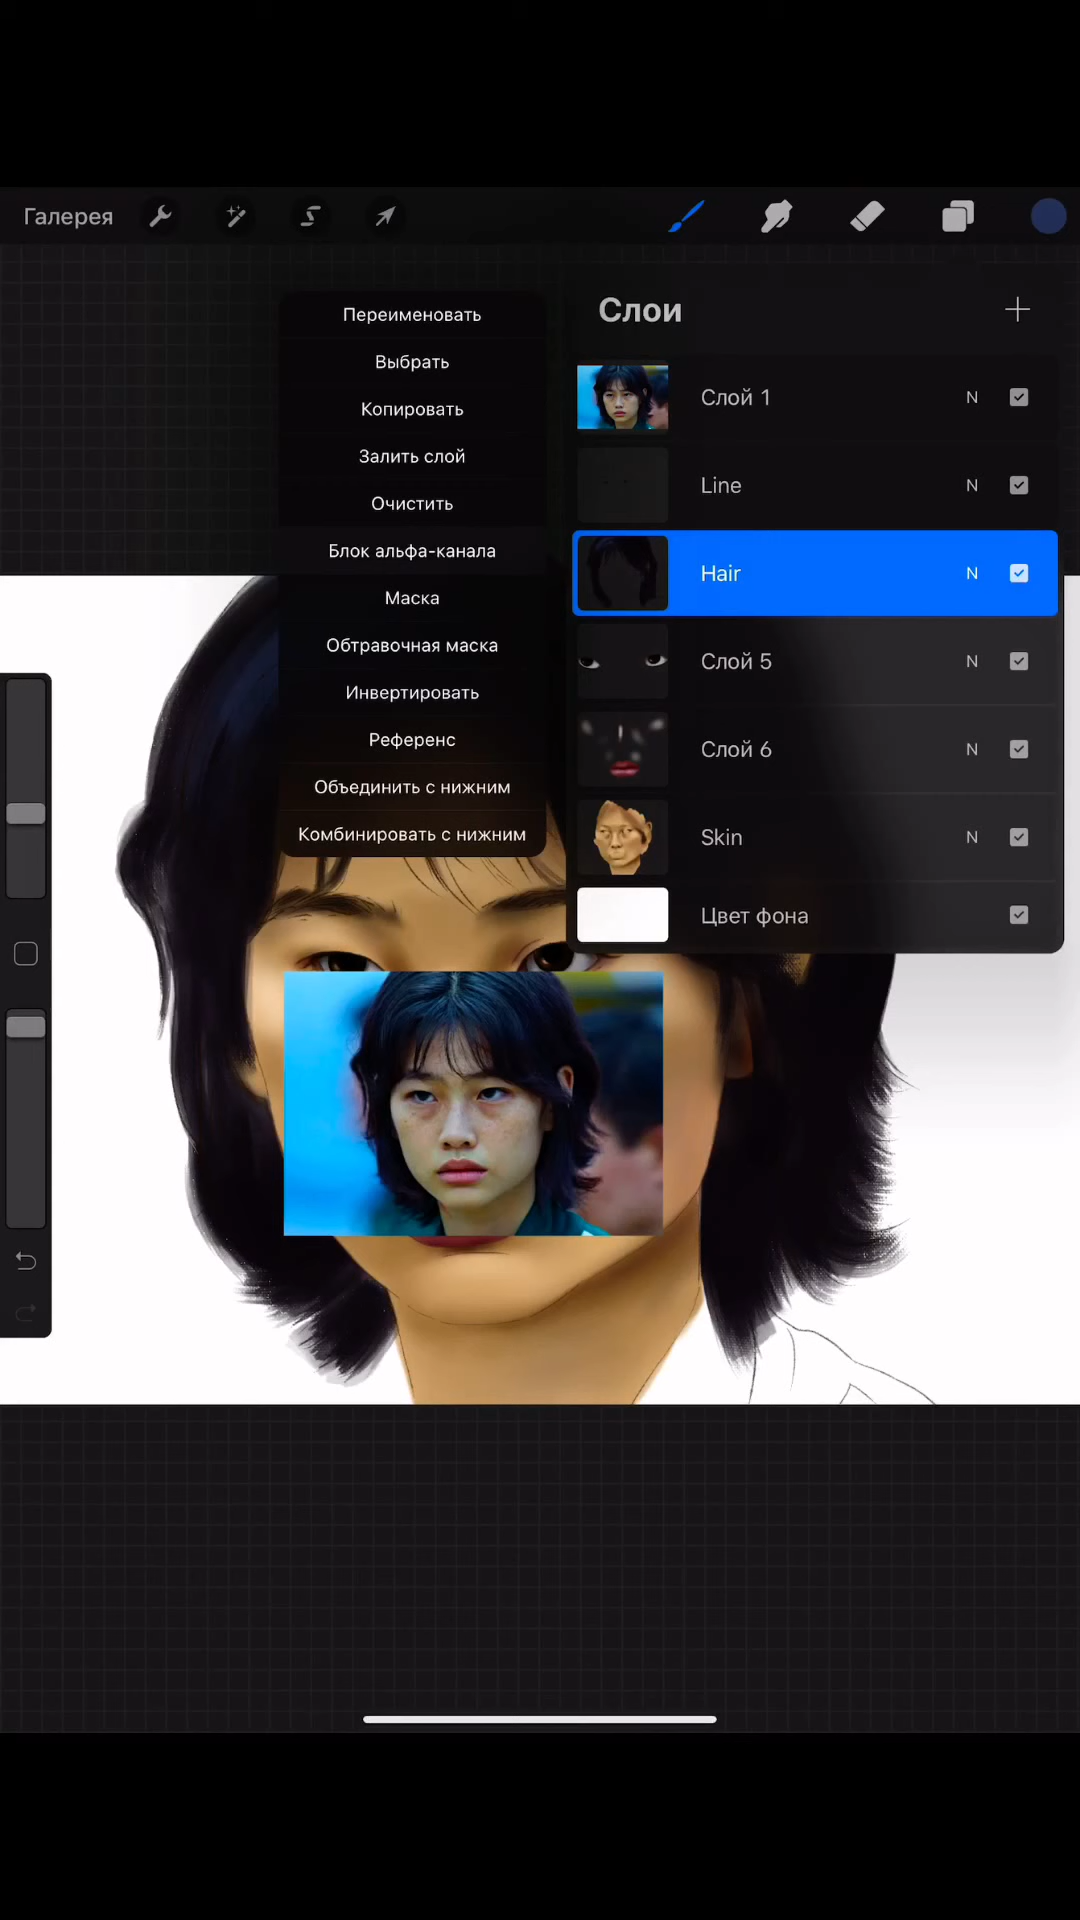 Галерея
Переименовать
Выбрать
Копировать
Залить слой
Очистить
Блок альфа-канала
Маска
Обтравочная маска
Инвертировать
Референс
Объединить с нижним
Комбинировать с нижним
Слои
Слой 1 N
Line N
Hair N
Слой 5 N
Слой 6 N
Skin N
Цвет фона